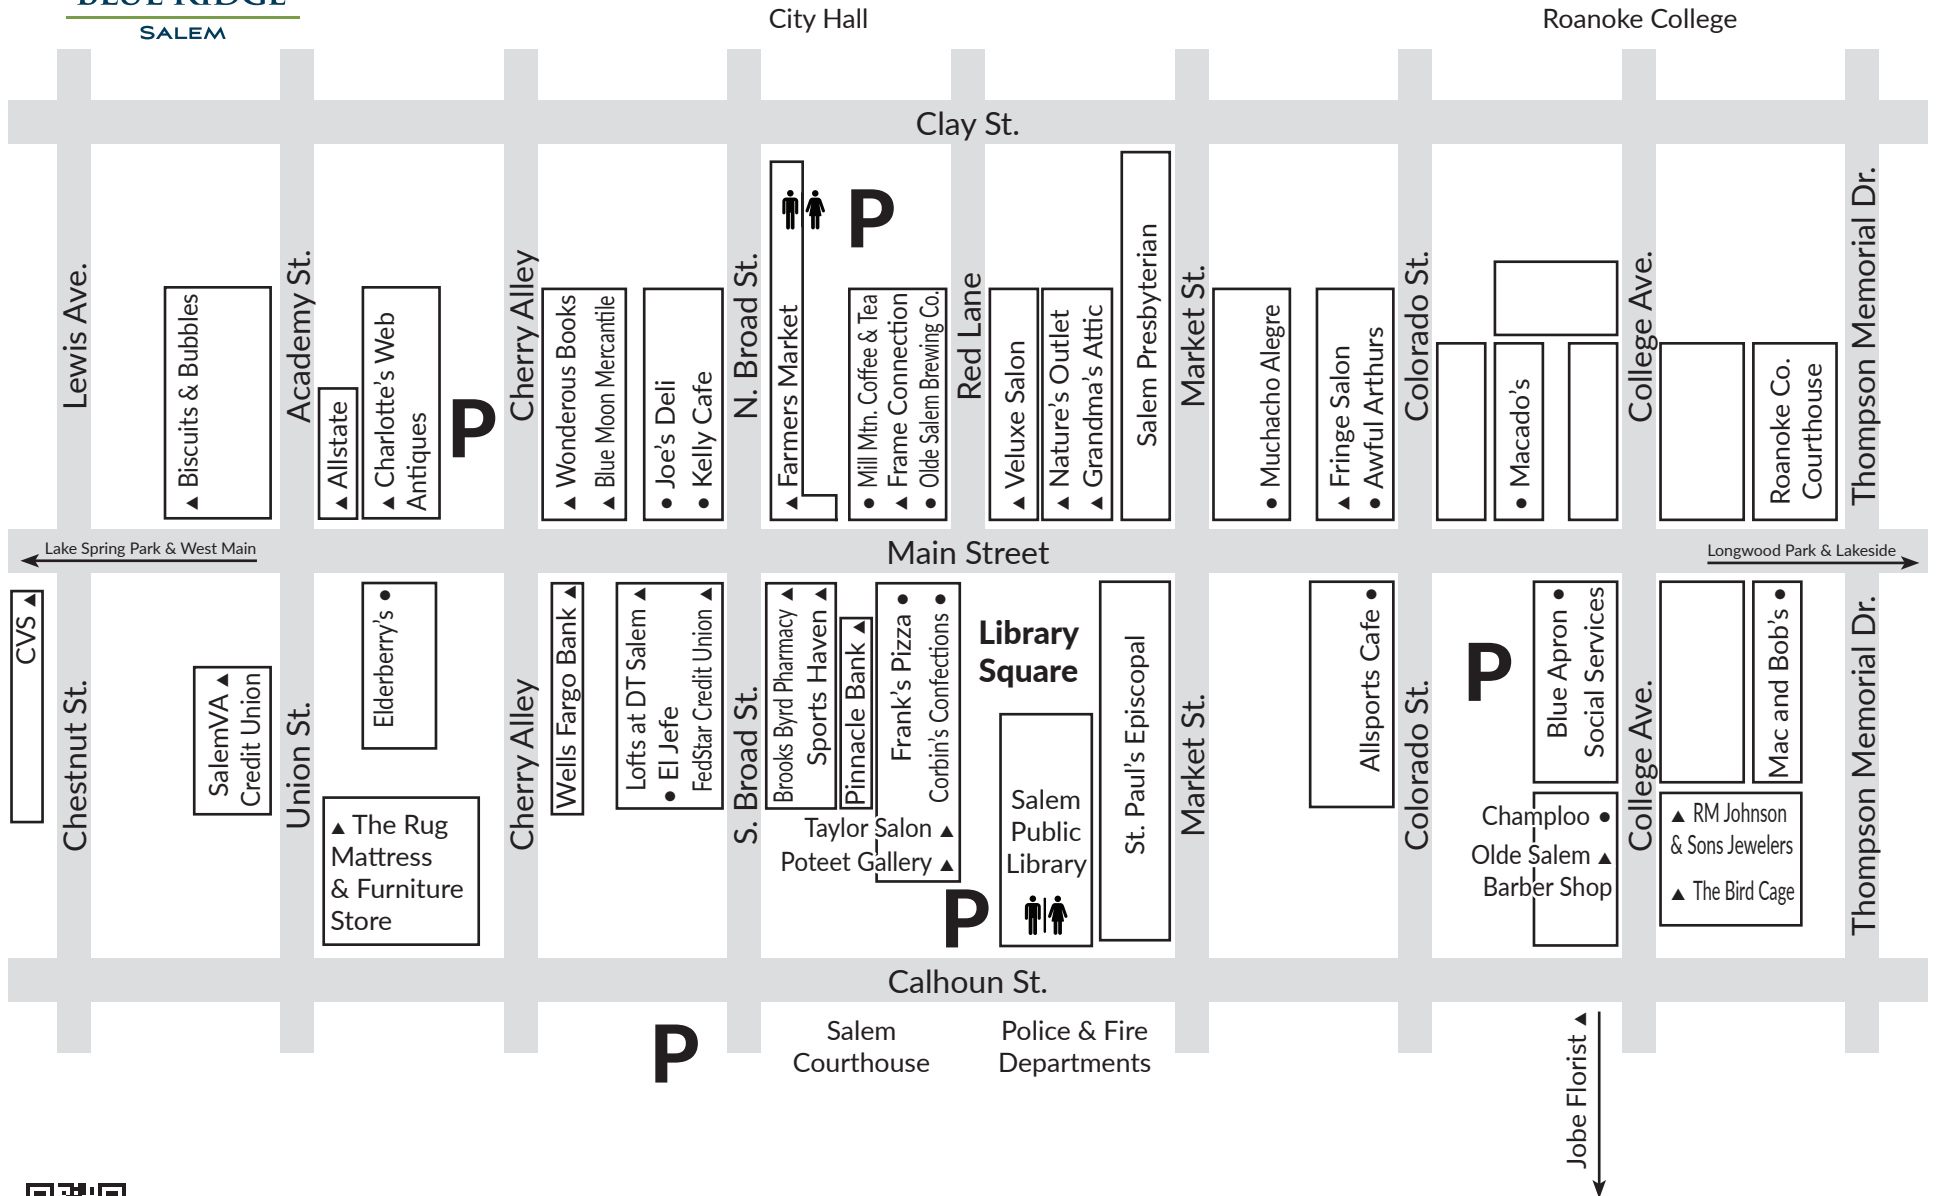 BLUE RIDGE
SALEM
City Hall
Roanoke College
Clay St.
Lewis Ave.
▲ Biscuits & Bubbles
Academy St.
▲ Allstate
▲ Charlotte's Web
Antiques
P
Cherry Alley
▲ Wonderous Books
▲ Blue Moon Mercantile
● Joe's Deli
● Kelly Cafe
N. Broad St.
▲ Farmers Market
P
● Mill Mtn. Coffee & Tea
▲ Frame Connection
● Olde Salem Brewing Co.
Red Lane
▲ Veluxe Salon
▲ Nature's Outlet
▲ Grandma's Attic
Salem Presbyterian
Market St.
● Muchacho Alegre
▲ Fringe Salon
● Awful Arthurs
Colorado St.
● Macado's
College Ave.
Roanoke Co.
Courthouse
Thompson Memorial Dr.
Lake Spring Park & West Main
Main Street
Longwood Park & Lakeside
CVS ▲
Chestnut St.
SalemVA ▲
Credit Union
Union St.
Elderberry's ●
▲ The Rug
Mattress
& Furniture
Store
Cherry Alley
Wells Fargo Bank ▲
Lofts at DT Salem ▲
● El Jefe
FedStar Credit Union ▲
S. Broad St.
Brooks Byrd Pharmacy ▲
Sports Haven ▲
Pinnacle Bank ▲
Frank's Pizza ●
Corbin's Confections ●
Taylor Salon ▲
Poteet Gallery ▲
P
Library
Square
Salem
Public
Library
St. Paul's Episcopal
Market St.
Allsports Cafe ●
Colorado St.
P
Blue Apron ●
Social Services
Champloo ●
Olde Salem ▲
Barber Shop
College Ave.
Mac and Bob's ●
▲ RM Johnson
& Sons Jewelers
▲ The Bird Cage
Thompson Memorial Dr.
Calhoun St.
P
Salem
Courthouse
Police & Fire
Departments
Jobe Florist ▲